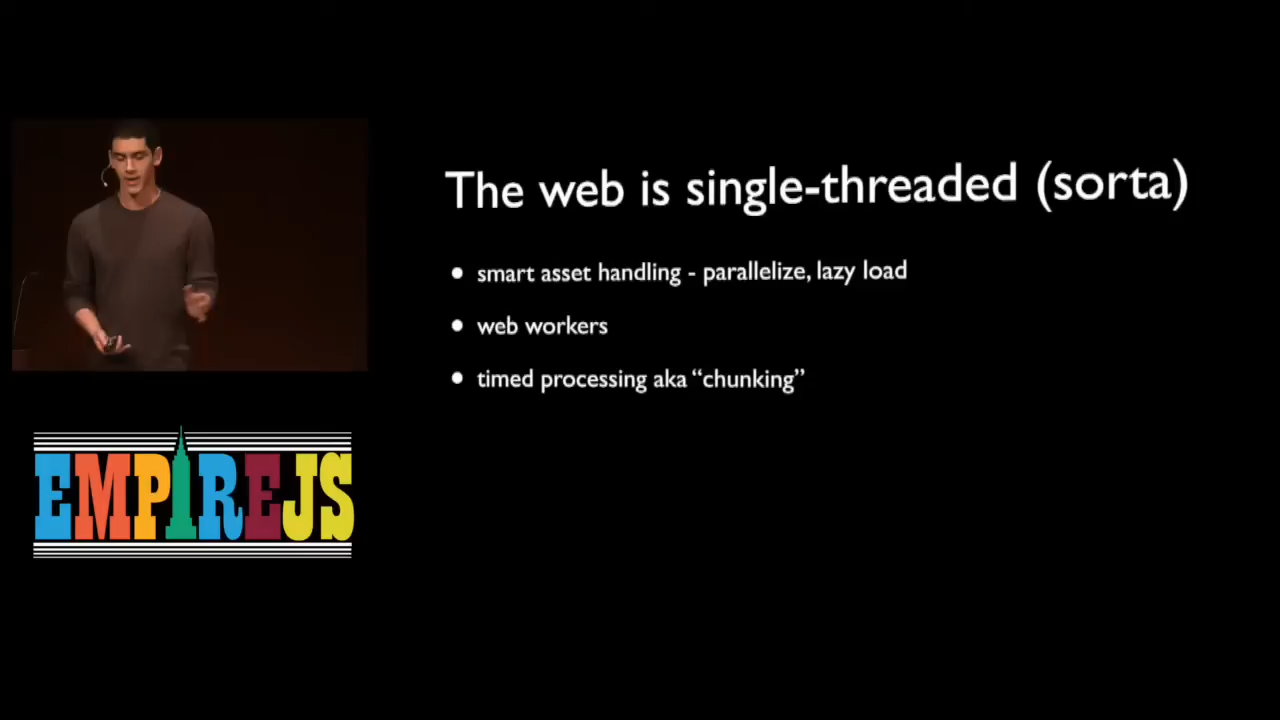 The web is single-threaded (sorta)
• smart asset handling - parallelize, lazy load
• web workers
• timed processing aka “chunking”
EMPIREJS